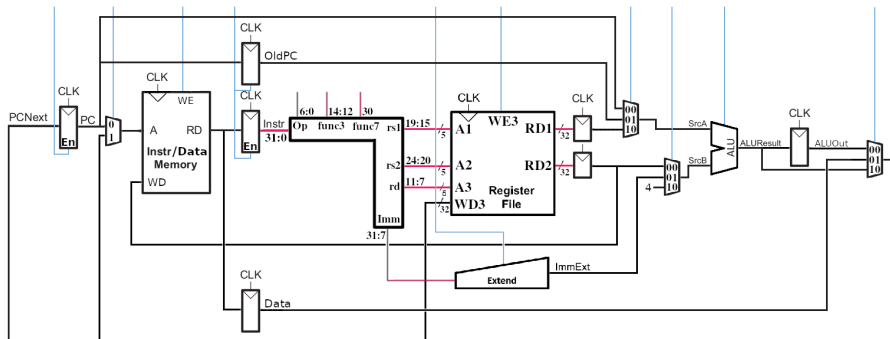 CLK
OldPC
CLK
PCNext
PC
En
0
1
CLK
WE
A
RD
Instr/Data
Memory
WD
CLK
Instr
31:0
En
6:0
14:12
30
Op
func3
func7
rs1
19:15
rs2
24:20
rd
11:7
Imm
31:7
5
5
5
32
CLK
WE3
A1
RD1
A2
RD2
A3
WD3
Register
File
32
32
CLK
00
01
10
SrcA
00
01
10
4
SrcB
ALU
ALUResult
CLK
ALUOut
00
01
10
Extend
ImmExt
CLK
Data